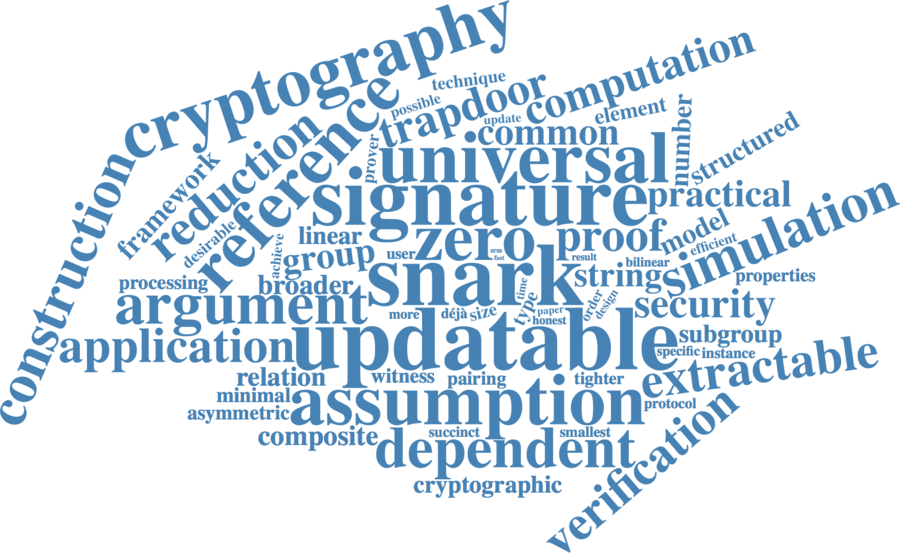 cryptography
technique
possible
trapdoor
computation
update
element
common
number
structured
prover
universal
reference
reduction
framework
construction
desirable
signature
practical
achieve
linear
group
user
zero
srss
fast
proof
result
model
efficient
bilinear
simulation
processing
broader
snark
strings
properties
argument
more
déjà
size
type
time
paper
honest
order
design
security
application
updatable
subgroup
specific
instance
relation
witness
pairing
tighter
extractable
minimal
asymmetric
assumption
protocol
composite
succinct
smallest
dependent
verification
cryptographic